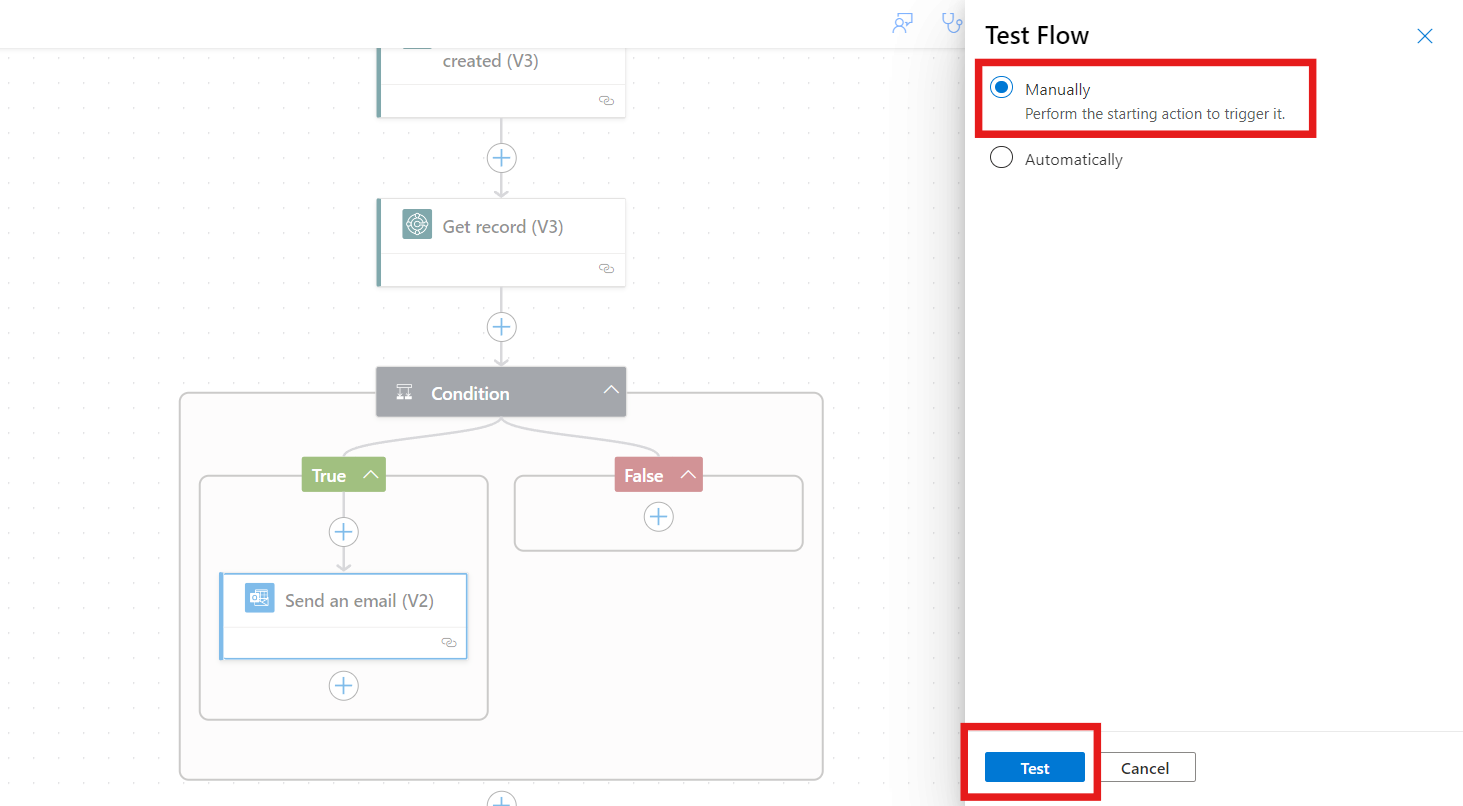 created (V3)
Get record (V3)
Condition
True
False
Send an email (V2)
Test Flow
Manually
Perform the starting action to trigger it.
Automatically
Test
Cancel